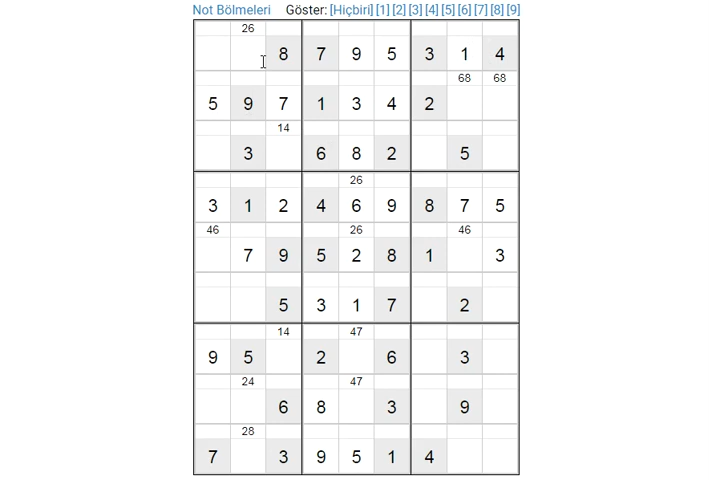 Not Bölmeleri Göster: [Hiçbiri] [1] [2] [3] [4] [5] [6] [7] [8] [9]
26
8 7 9 5 3 1 4
68 68
5 9 7 1 3 4 2
14
3 6 8 2 5
26
3 1 2 4 6 9 8 7 5
46 26 46
7 9 5 2 8 1 3
5 3 1 7 2
14 47
9 5 2 6 3
24 47
6 8 3 9
28
7 3 9 5 1 4